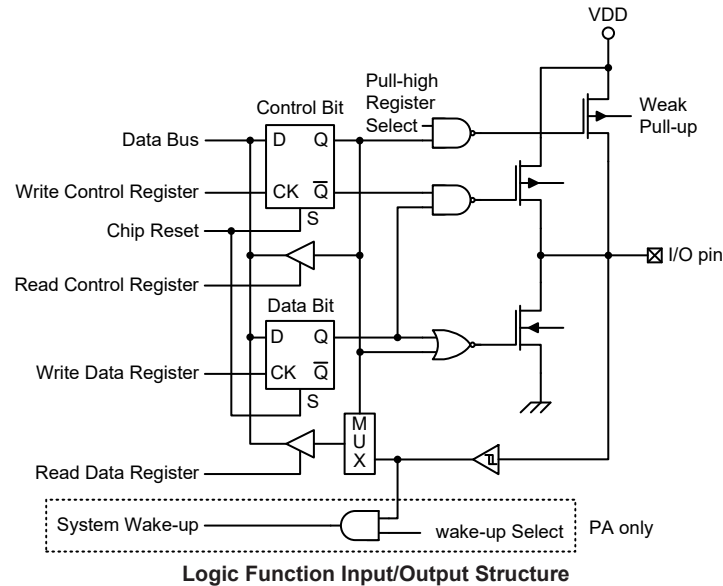 VDD
Pull-high
Register
Select
Weak
Pull-up
Control Bit
Data Bus
D
Q
Write Control Register
CK
Q
S
Chip Reset
I/O pin
Read Control Register
Data Bit
D
Q
Write Data Register
CK
Q
S
M
U
X
Read Data Register
System Wake-up
wake-up Select
PA only
Logic Function Input/Output Structure